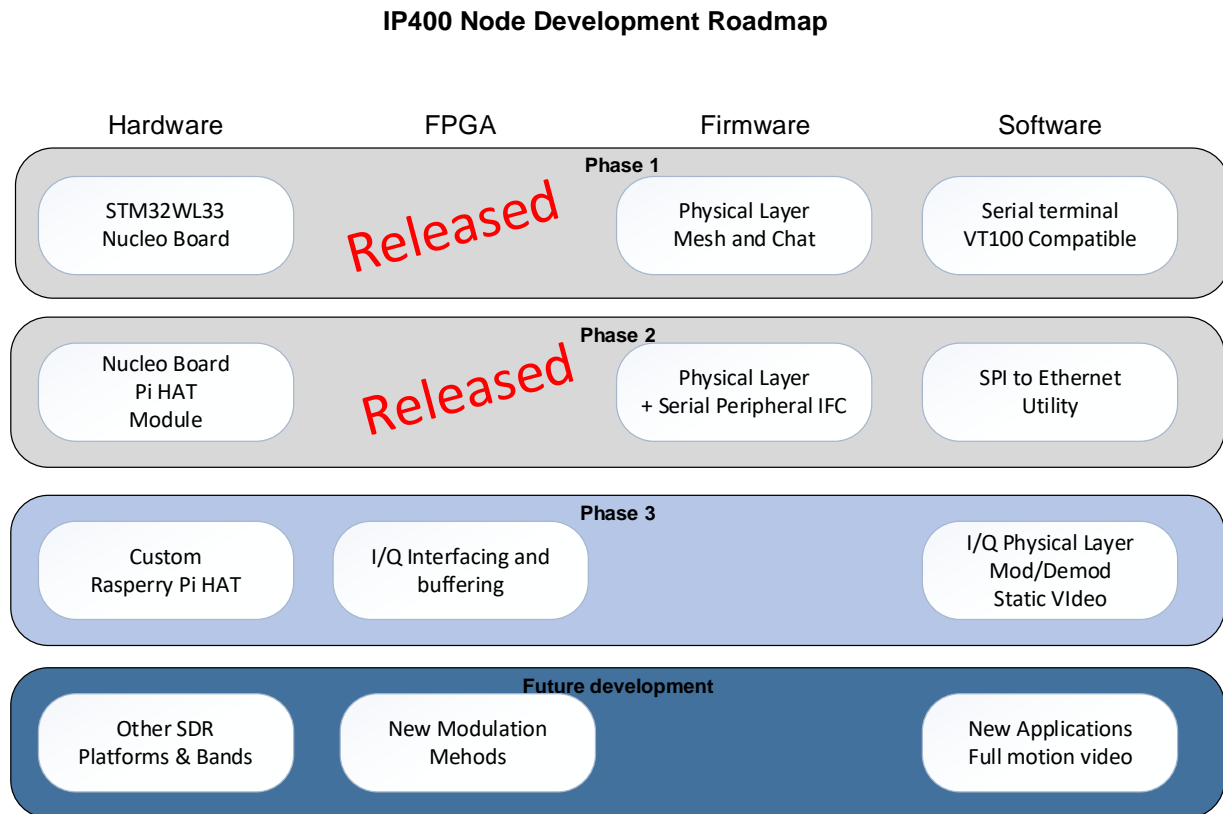 IP400 Node Development Roadmap
Hardware
FPGA
Firmware
Software
Phase 1
STM32WL33
Nucleo Board
Released
Physical Layer
Mesh and Chat
Serial terminal
VT100 Compatible
Phase 2
Nucleo Board
Pi HAT
Module
Released
Physical Layer
+ Serial Peripheral IFC
SPI to Ethernet
Utility
Phase 3
Custom
Rasperry Pi HAT
I/Q Interfacing and
buffering
I/Q Physical Layer
Mod/Demod
Static VIdeo
Future development
Other SDR
Platforms & Bands
New Modulation
Mehods
New Applications
Full motion video